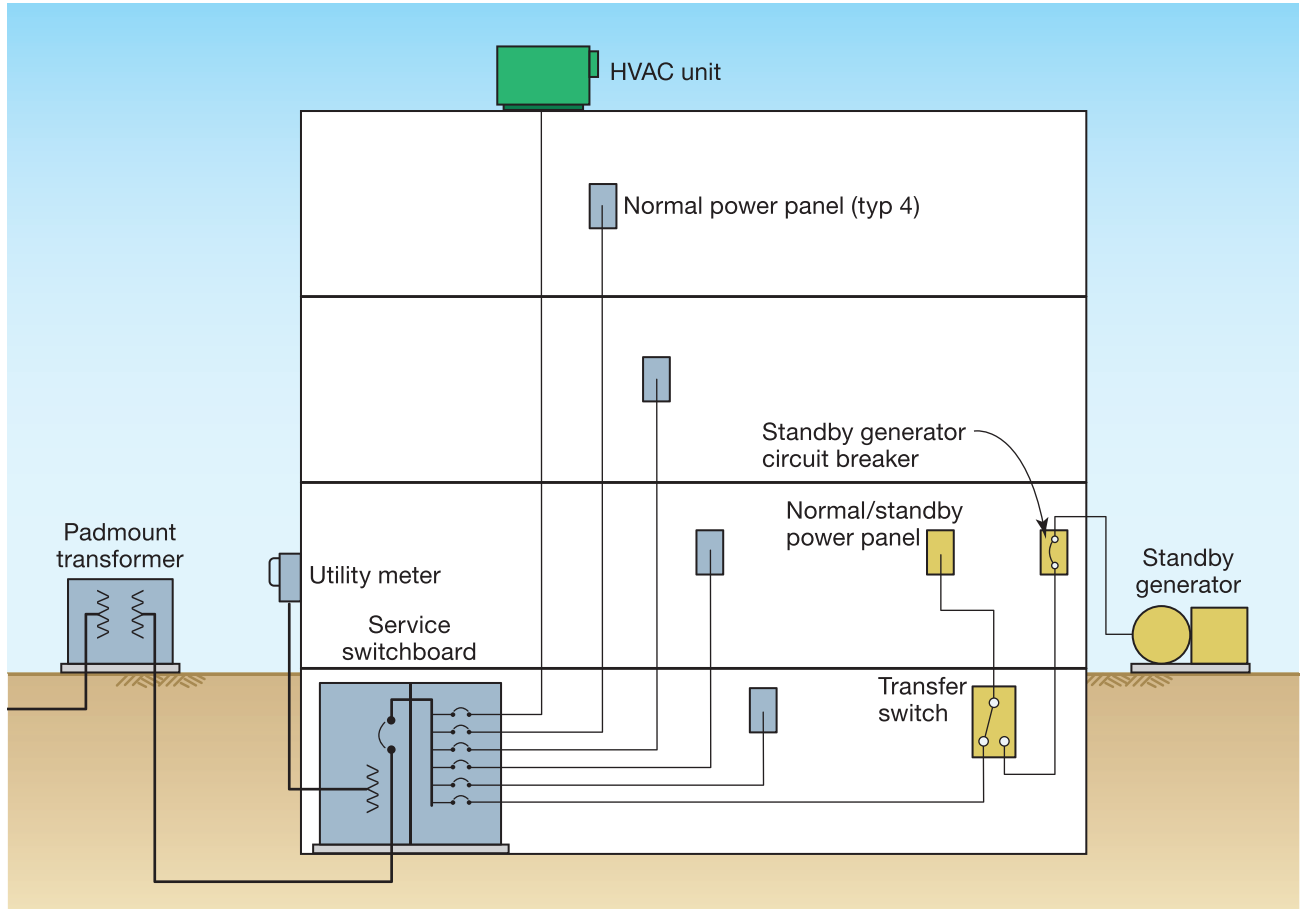 HVAC unit
Normal power panel (typ 4)
Standby generator
circuit breaker
Normal/standby
power panel
Padmount
transformer
Utility meter
Standby
generator
Service
switchboard
Transfer
switch